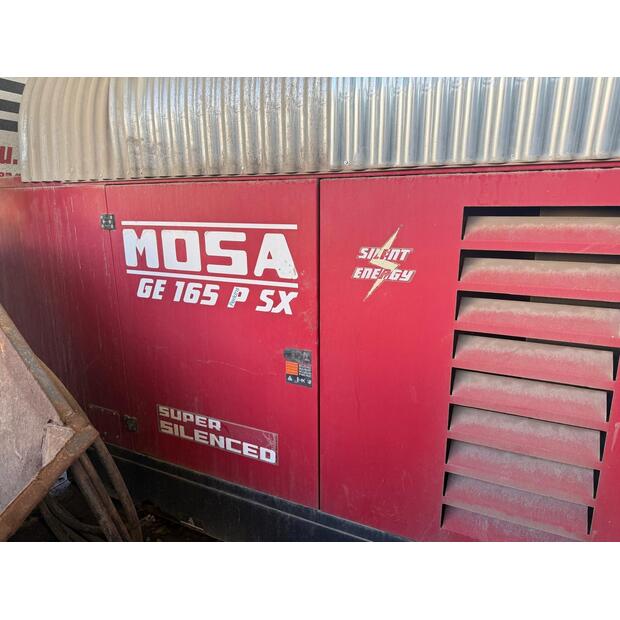 MOSA
GE 165 P SX
SILENT
ENERGY
SUPER
SILENCED